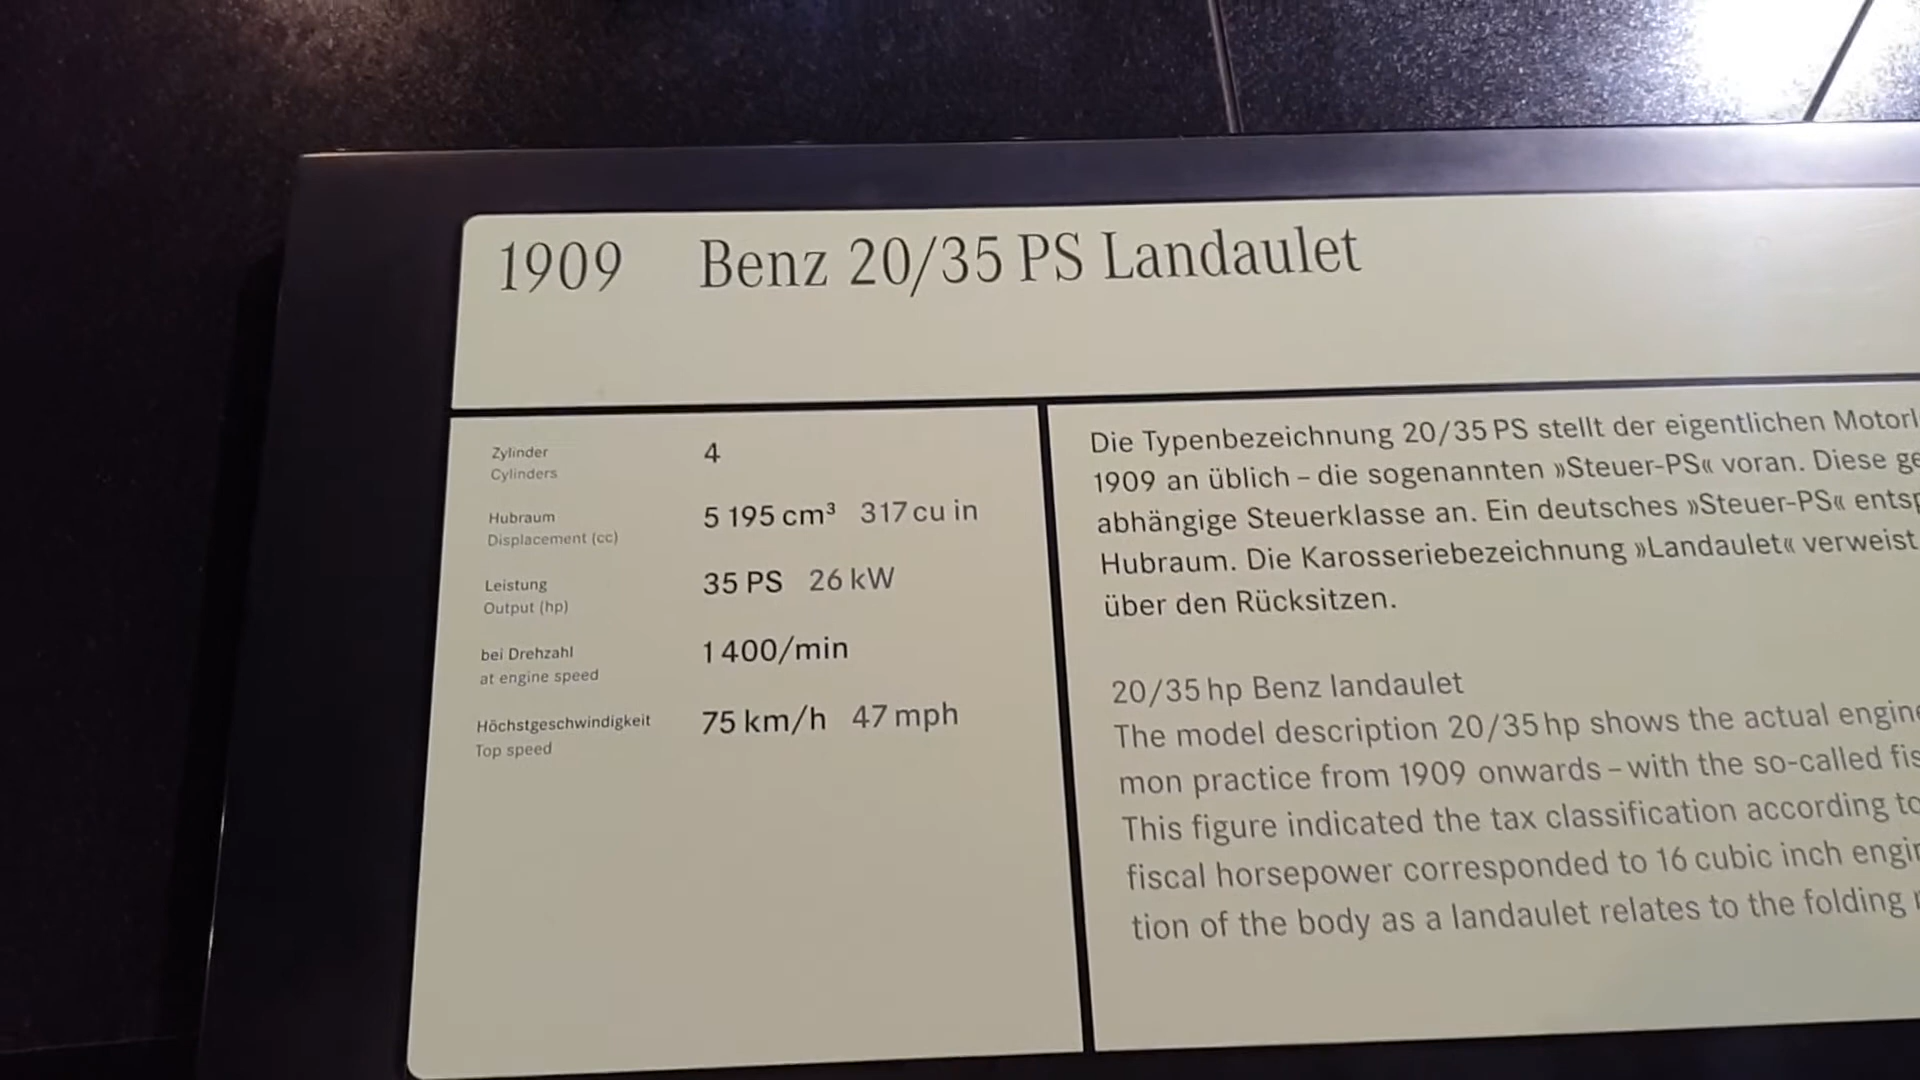 1909 Benz 20/35 PS Landaulet
Zylinder 4
Cylinders
Hubraum 5 195 cm³ 317 cu in
Displacement (cc)
Leistung 35 PS 26 kW
Output (hp)
bei Drehzahl 1 400/min
at engine speed
Höchstgeschwindigkeit 75 km/h 47 mph
Top speed
Die Typenbezeichnung 20/35 PS stellt der eigentlichen
1909 an üblich – die sogenannten »Steuer-PS« voran. Diese
abhängige Steuerklasse an. Ein deutsches »Steuer-PS«
Hubraum. Die Karosseriebezeichnung »Landaulet« verweist
über den Rücksitzen.
20/35 hp Benz landaulet
The model description 20/35 hp shows the actual
mon practice from 1909 onwards – with the so-called
This figure indicated the tax classification according to
fiscal horsepower corresponded to 16 cubic inch
tion of the body as a landaulet relates to the folding